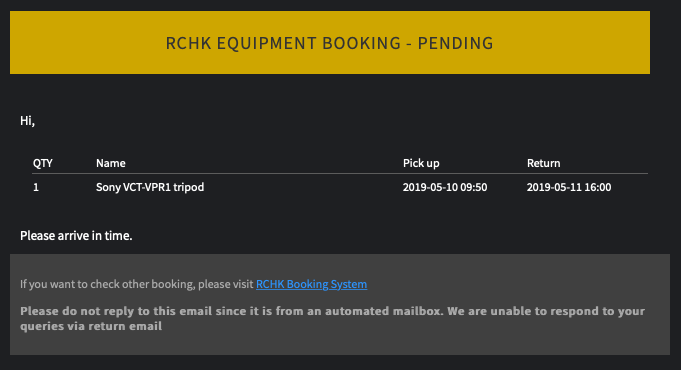 RCHK EQUIPMENT BOOKING - PENDING
Hi,
QTY Name Pick up Return
1 Sony VCT-VPR1 tripod 2019-05-10 09:50 2019-05-11 16:00
Please arrive in time.
If you want to check other booking, please visit RCHK Booking System
Please do not reply to this email since it is from an automated mailbox. We are unable to respond to your
queries via return email